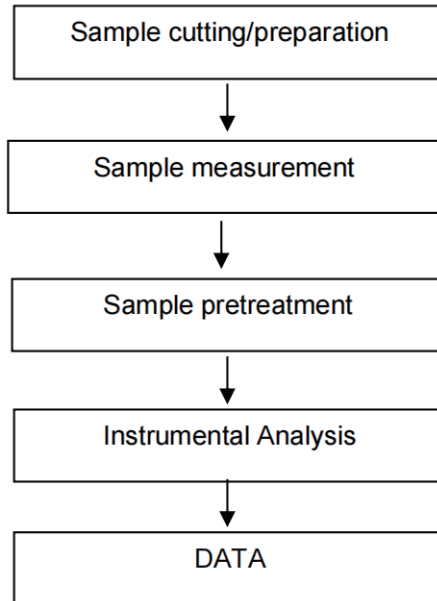 Sample cutting/preparation
Sample measurement
Sample pretreatment
Instrumental Analysis
DATA